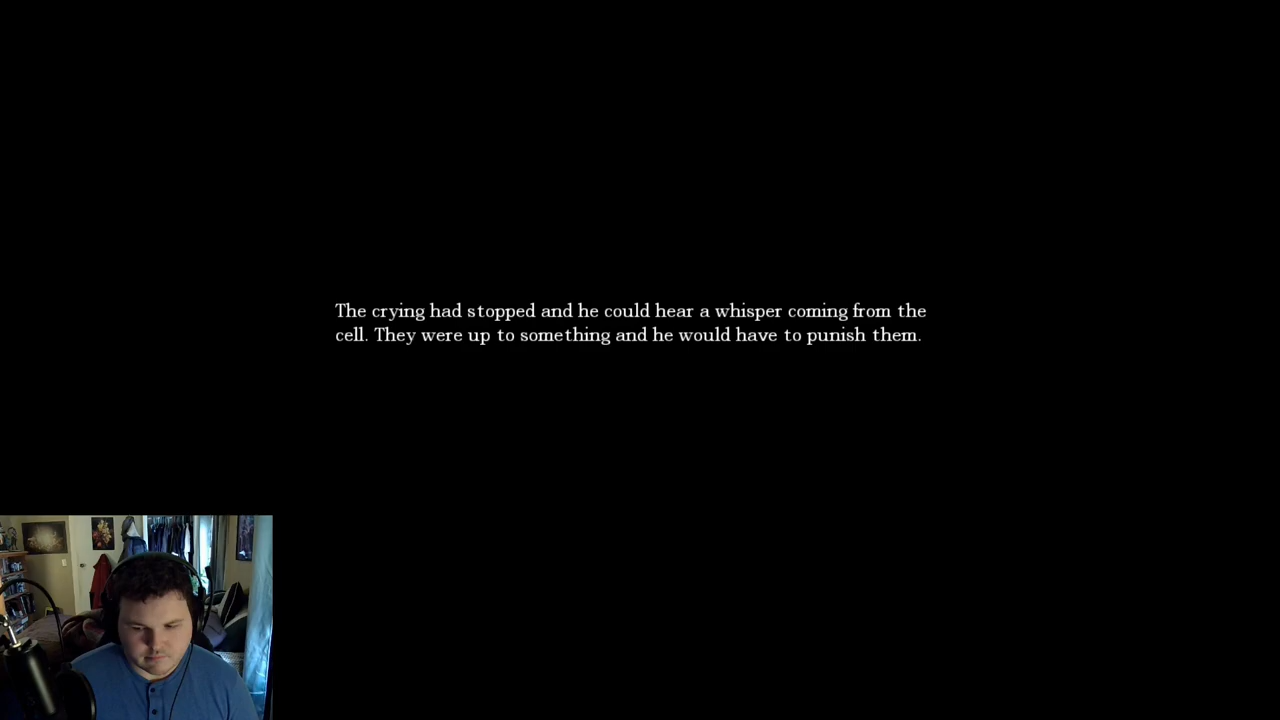 The crying had stopped and he could hear a whisper coming from the
cell. They were up to something and he would have to punish them.